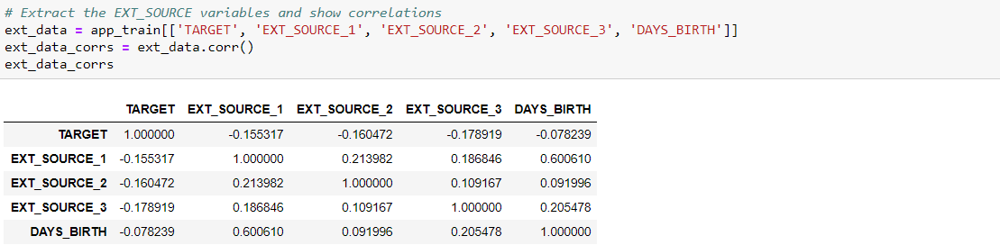 # Extract the EXT_SOURCE variables and show correlations
ext_data = app_train[['TARGET', 'EXT_SOURCE_1', 'EXT_SOURCE_2', 'EXT_SOURCE_3', 'DAYS_BIRTH']]
ext_data_corrs = ext_data.corr()
ext_data_corrs
TARGET EXT_SOURCE_1 EXT_SOURCE_2 EXT_SOURCE_3 DAYS_BIRTH
TARGET 1.000000 -0.155317 -0.160472 -0.178919 -0.078239
EXT_SOURCE_1 -0.155317 1.000000 0.213982 0.186846 0.600610
EXT_SOURCE_2 -0.160472 0.213982 1.000000 0.109167 0.091996
EXT_SOURCE_3 -0.178919 0.186846 0.109167 1.000000 0.205478
DAYS_BIRTH -0.078239 0.600610 0.091996 0.205478 1.000000